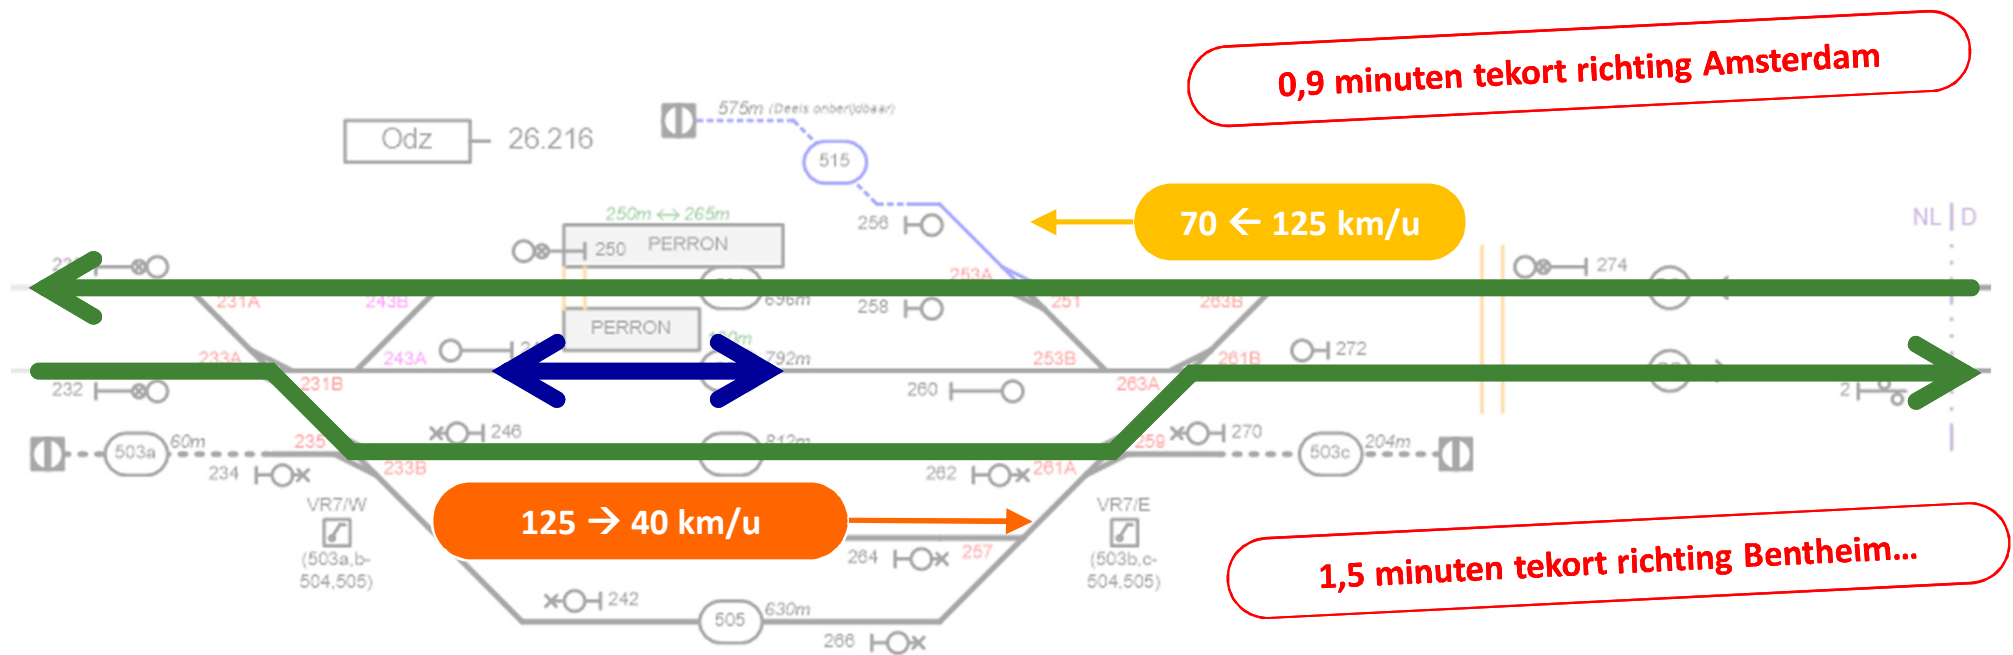 0,9 minuten tekort richting Amsterdam
575m (Deels onberijdbaar)
Odz 26.216
515
250m ↔ 265m
256
70 ← 125 km/u
NL D
250
PERRON
253A
274
231A
243B
696m
258
251
263B
PERRON
233A
243A
792m
253B
261B
272
232
231B
260
263A
2
503a
60m
235
246
812m
259
270
503c
204m
234
233B
262
261A
VR7/W
125 → 40 km/u
VR7/E
(503a,b-
504,505)
264
257
(503b,c-
504,505)
1,5 minuten tekort richting Bentheim...
242
505
630m
266